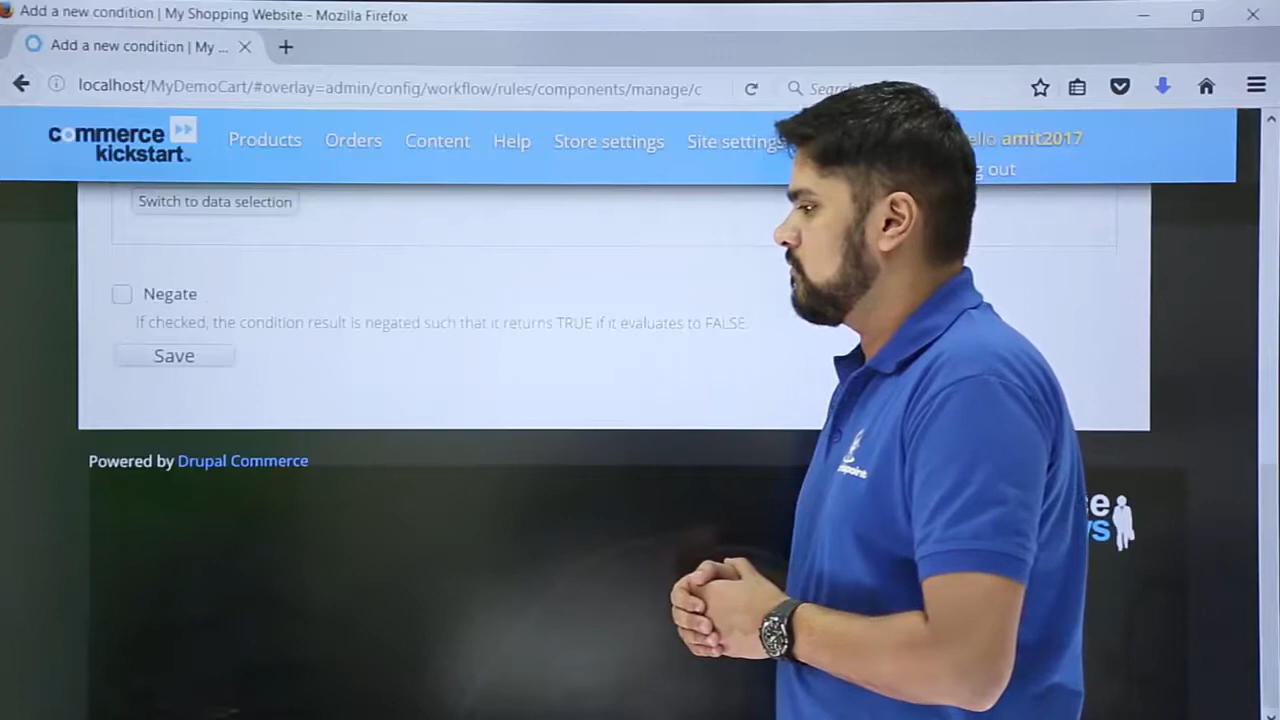 Add a new condition | My Shopping Website - Mozilla Firefox
Add a new condition | My ...
localhost/MyDemoCart/#overlay=admin/config/workflow/rules/components/manage/c
Search
commerce
kickstart
Products Orders Content Help Store settings Site settings
amit2017
out
Switch to data selection
Negate
If checked, the condition result is negated such that it returns TRUE if it evaluates to FALSE.
Save
Powered by Drupal Commerce